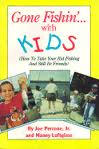 Gone Fishin'...
with
KIDS
(How To Take Your Kid Fishing
And Still Be Friends)
By Joe Perrone, Jr.
and Manny Luftglass